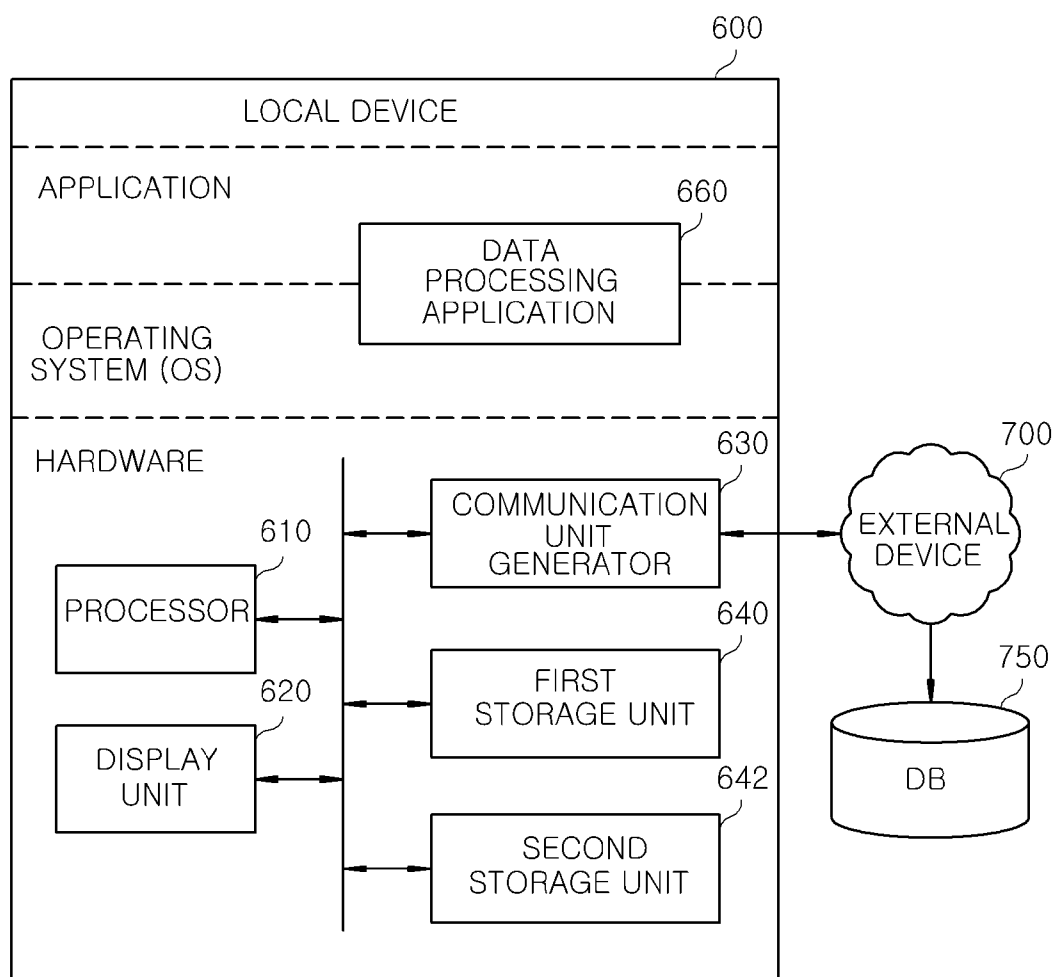 600
LOCAL DEVICE
APPLICATION
660
DATA
PROCESSING
APPLICATION
OPERATING
SYSTEM (OS)
HARDWARE
630
COMMUNICATION
UNIT
GENERATOR
700
EXTERNAL
DEVICE
610
PROCESSOR
640
FIRST
STORAGE UNIT
620
DISPLAY
UNIT
750
DB
642
SECOND
STORAGE UNIT